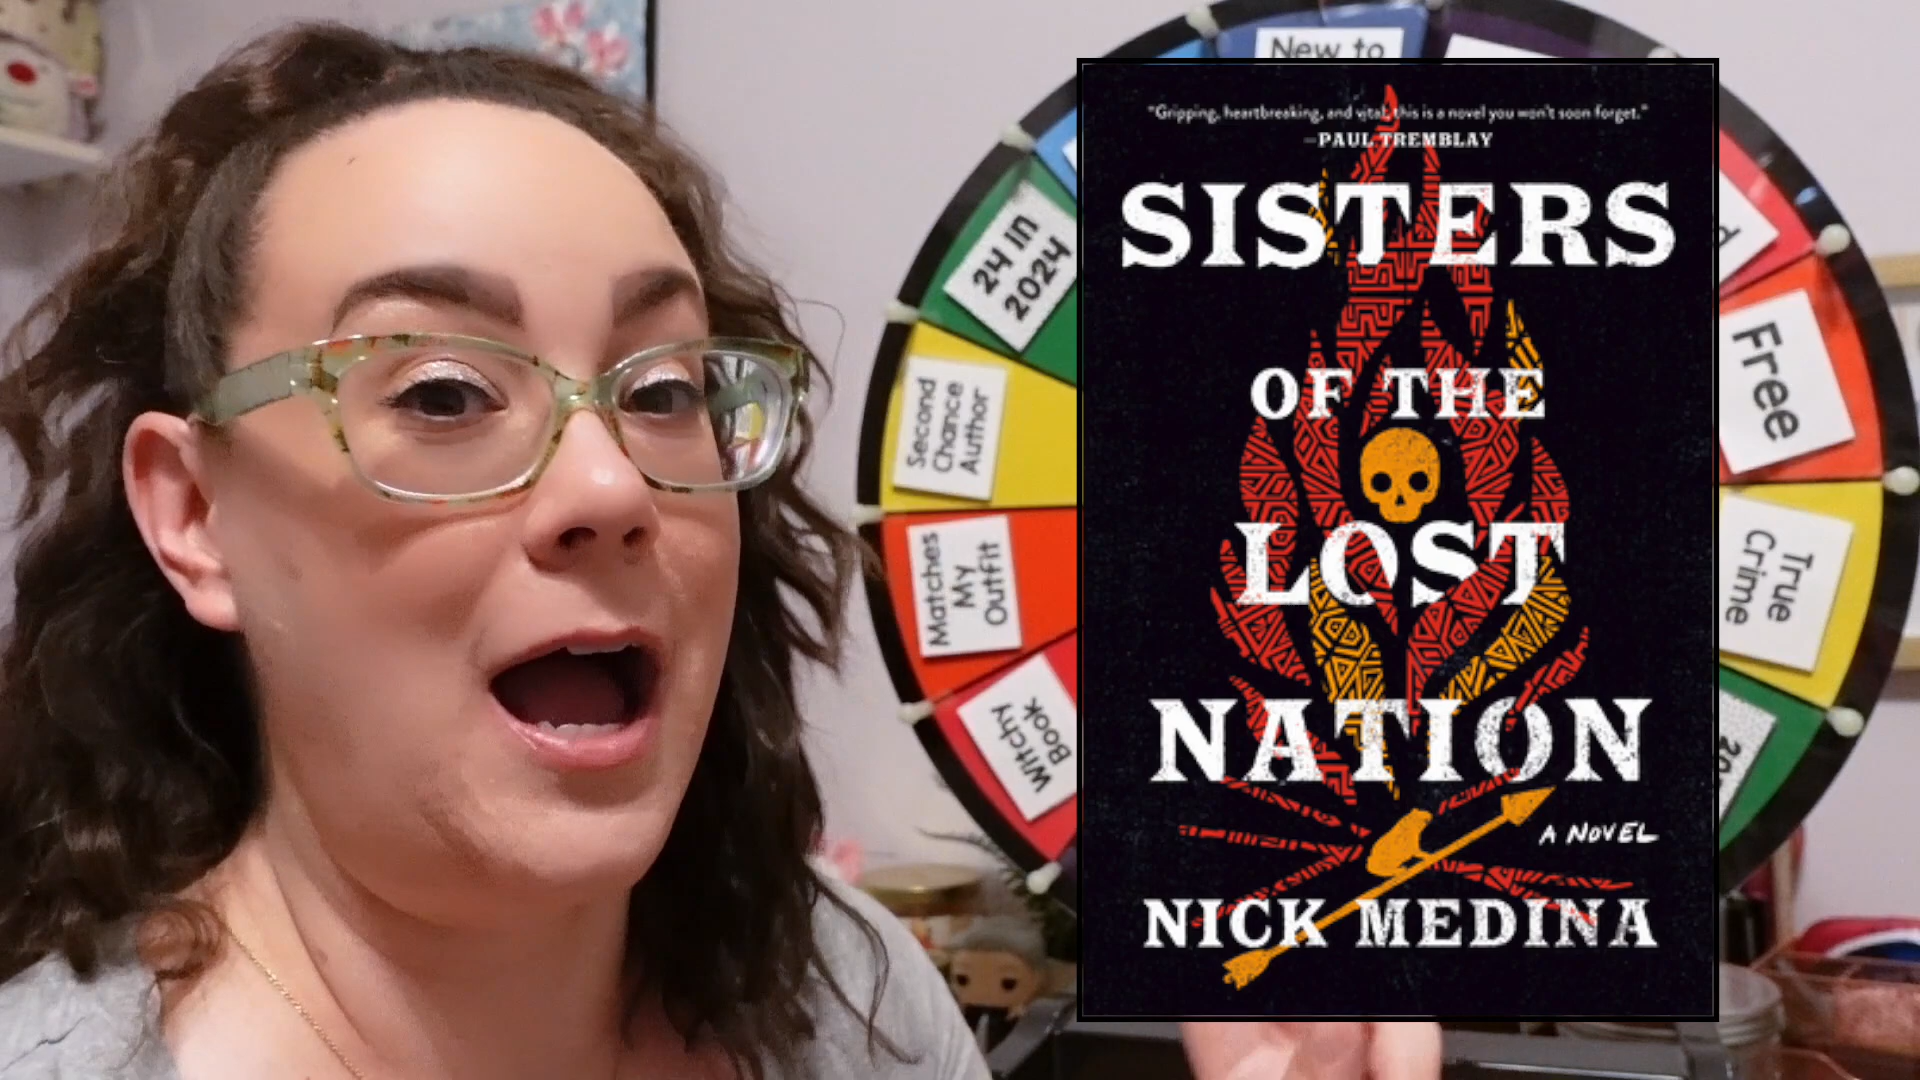 New to
"Gripping, heartbreaking, and vital, this is a novel you won't soon forget."
—PAUL TREMBLAY
SISTERS
OF THE
LOST
NATION
A NOVEL
NICK MEDINA
24 in
2024
Second
Chance
Author
Matches
My
Outfit
Witchy
Book
Free
True
Crime